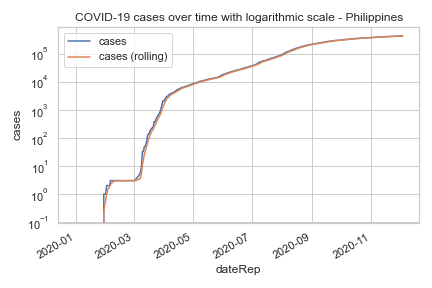 COVID-19 cases over time with logarithmic scale - Philippines
cases
cases (rolling)
10^5
10^4
10^3
10^2
10^1
10^0
10^-1
cases
2020-01
2020-03
2020-05
2020-07
2020-09
2020-11
dateRep